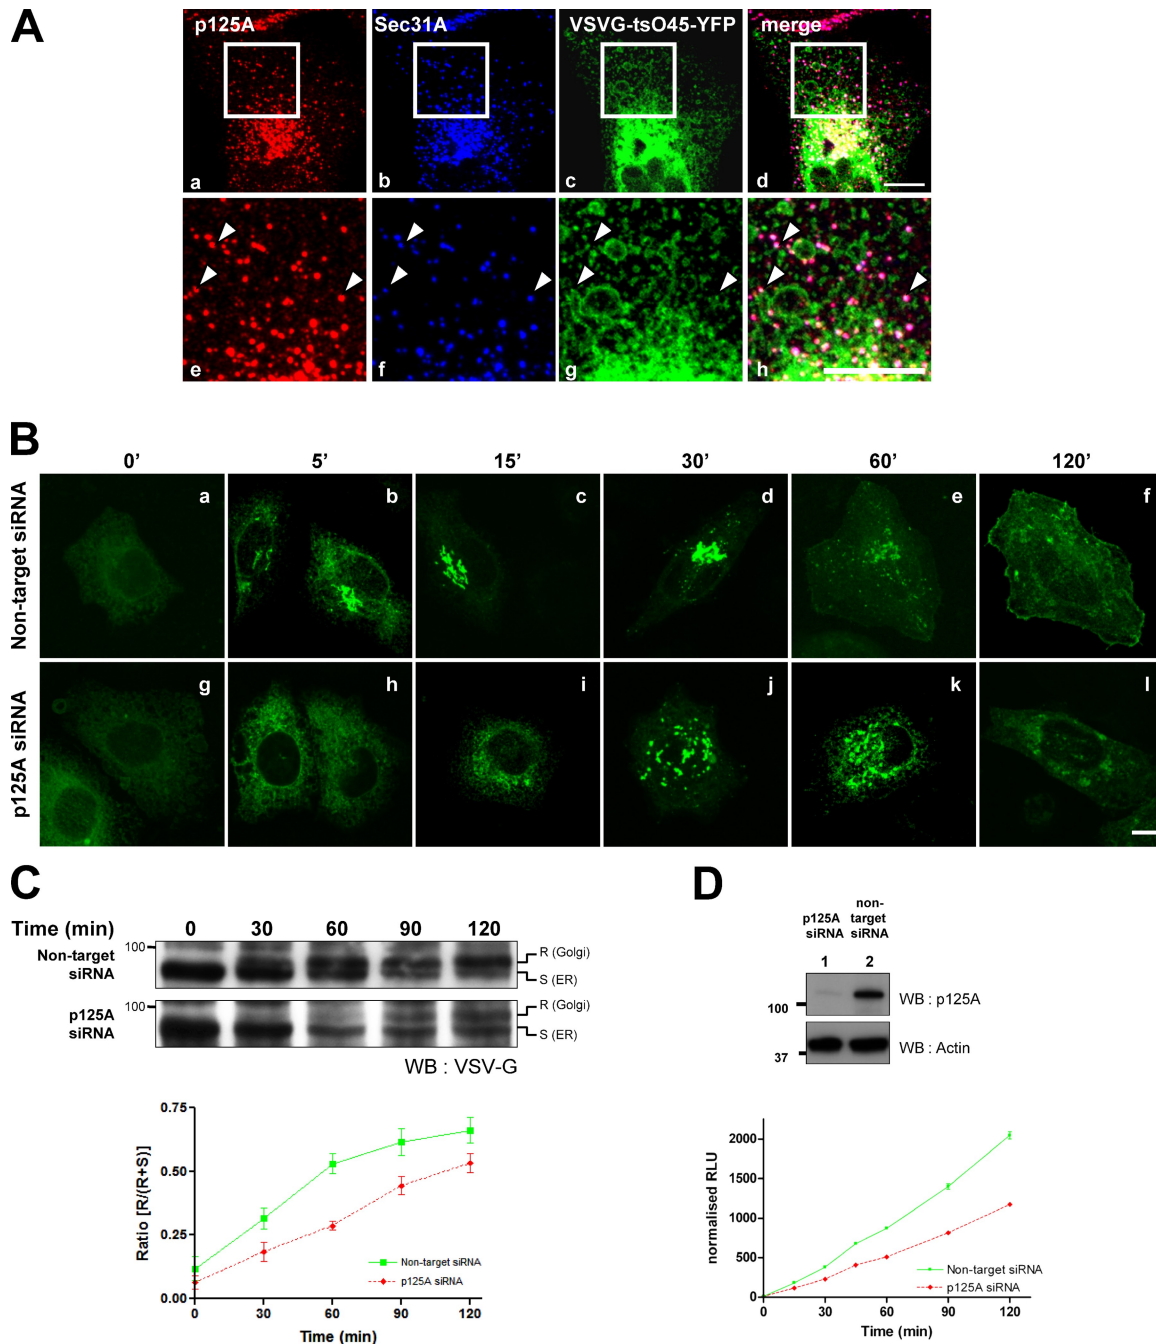 A
p125A Sec31A VSVG-tsO45-YFP merge
a b c d
e f g h
B
0’ 5’ 15’ 30’ 60’ 120’
Non-target siRNA
a b c d e f
p125A siRNA
g h i j k l
C
Time (min) 0 30 60 90 120
Non-target
siRNA
100
R (Golgi)
S (ER)
p125A
siRNA
100
R (Golgi)
S (ER)
WB : VSV-G
Ratio [R/(R+S)]
0.75
0.50
0.25
0.00
Non-target siRNA
p125A siRNA
0 30 60 90 120
Time (min)
D
p125A
siRNA
non-
target
siRNA
1 2
100
WB : p125A
37
WB : Actin
normalised RLU
2000
1500
1000
500
0
Non-target siRNA
p125A siRNA
0 30 60 90 120
Time (min)